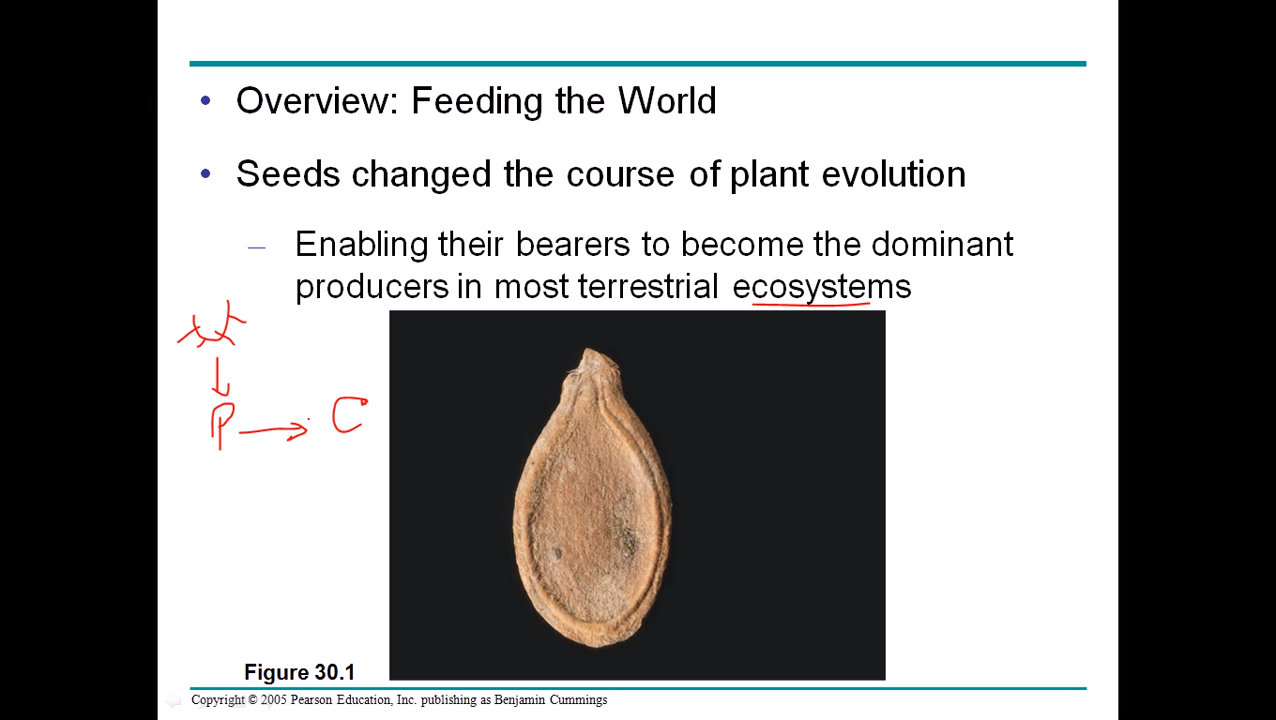 • Overview: Feeding the World
• Seeds changed the course of plant evolution
– Enabling their bearers to become the dominant
producers in most terrestrial ecosystems
P → C
Figure 30.1
Copyright © 2005 Pearson Education, Inc. publishing as Benjamin Cummings